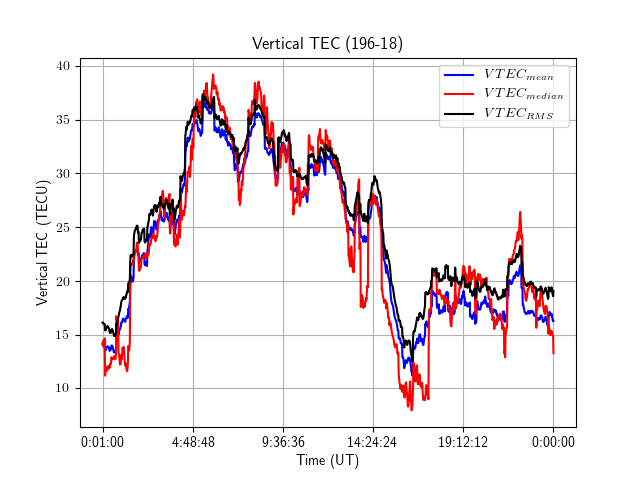 Vertical TEC (196-18)
VTEC_mean
VTEC_median
VTEC_RMS
40
35
30
25
20
15
10
Vertical TEC (TECU)
0:01:00 4:48:48 9:36:36 14:24:24 19:12:12 0:00:00
Time (UT)